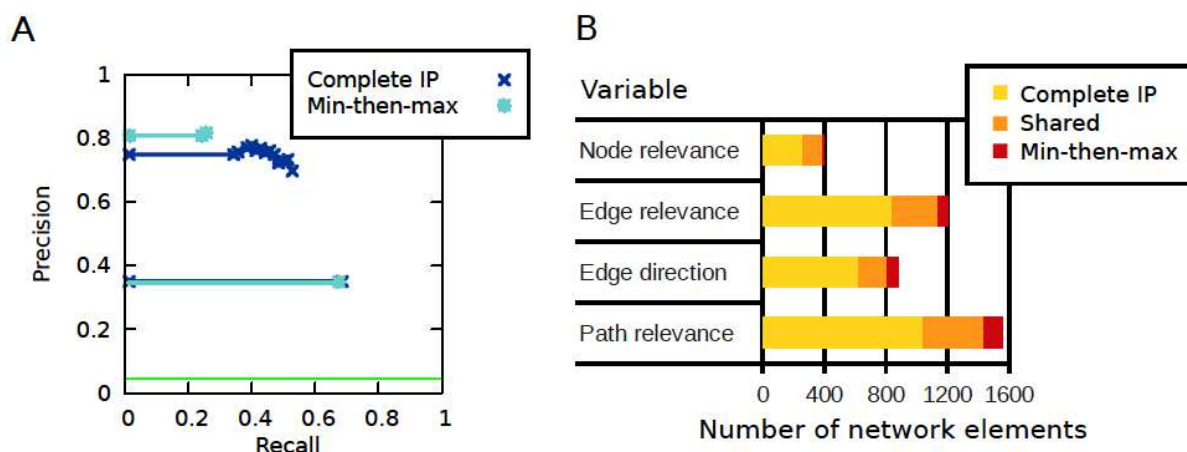 A
Complete IP
Min-then-max
1
0.8
0.6
0.4
0.2
0
Precision
0 0.2 0.4 0.6 0.8 1
Recall
B
Variable
Complete IP
Shared
Min-then-max
Node relevance
Edge relevance
Edge direction
Path relevance
0 400 800 1200 1600
Number of network elements